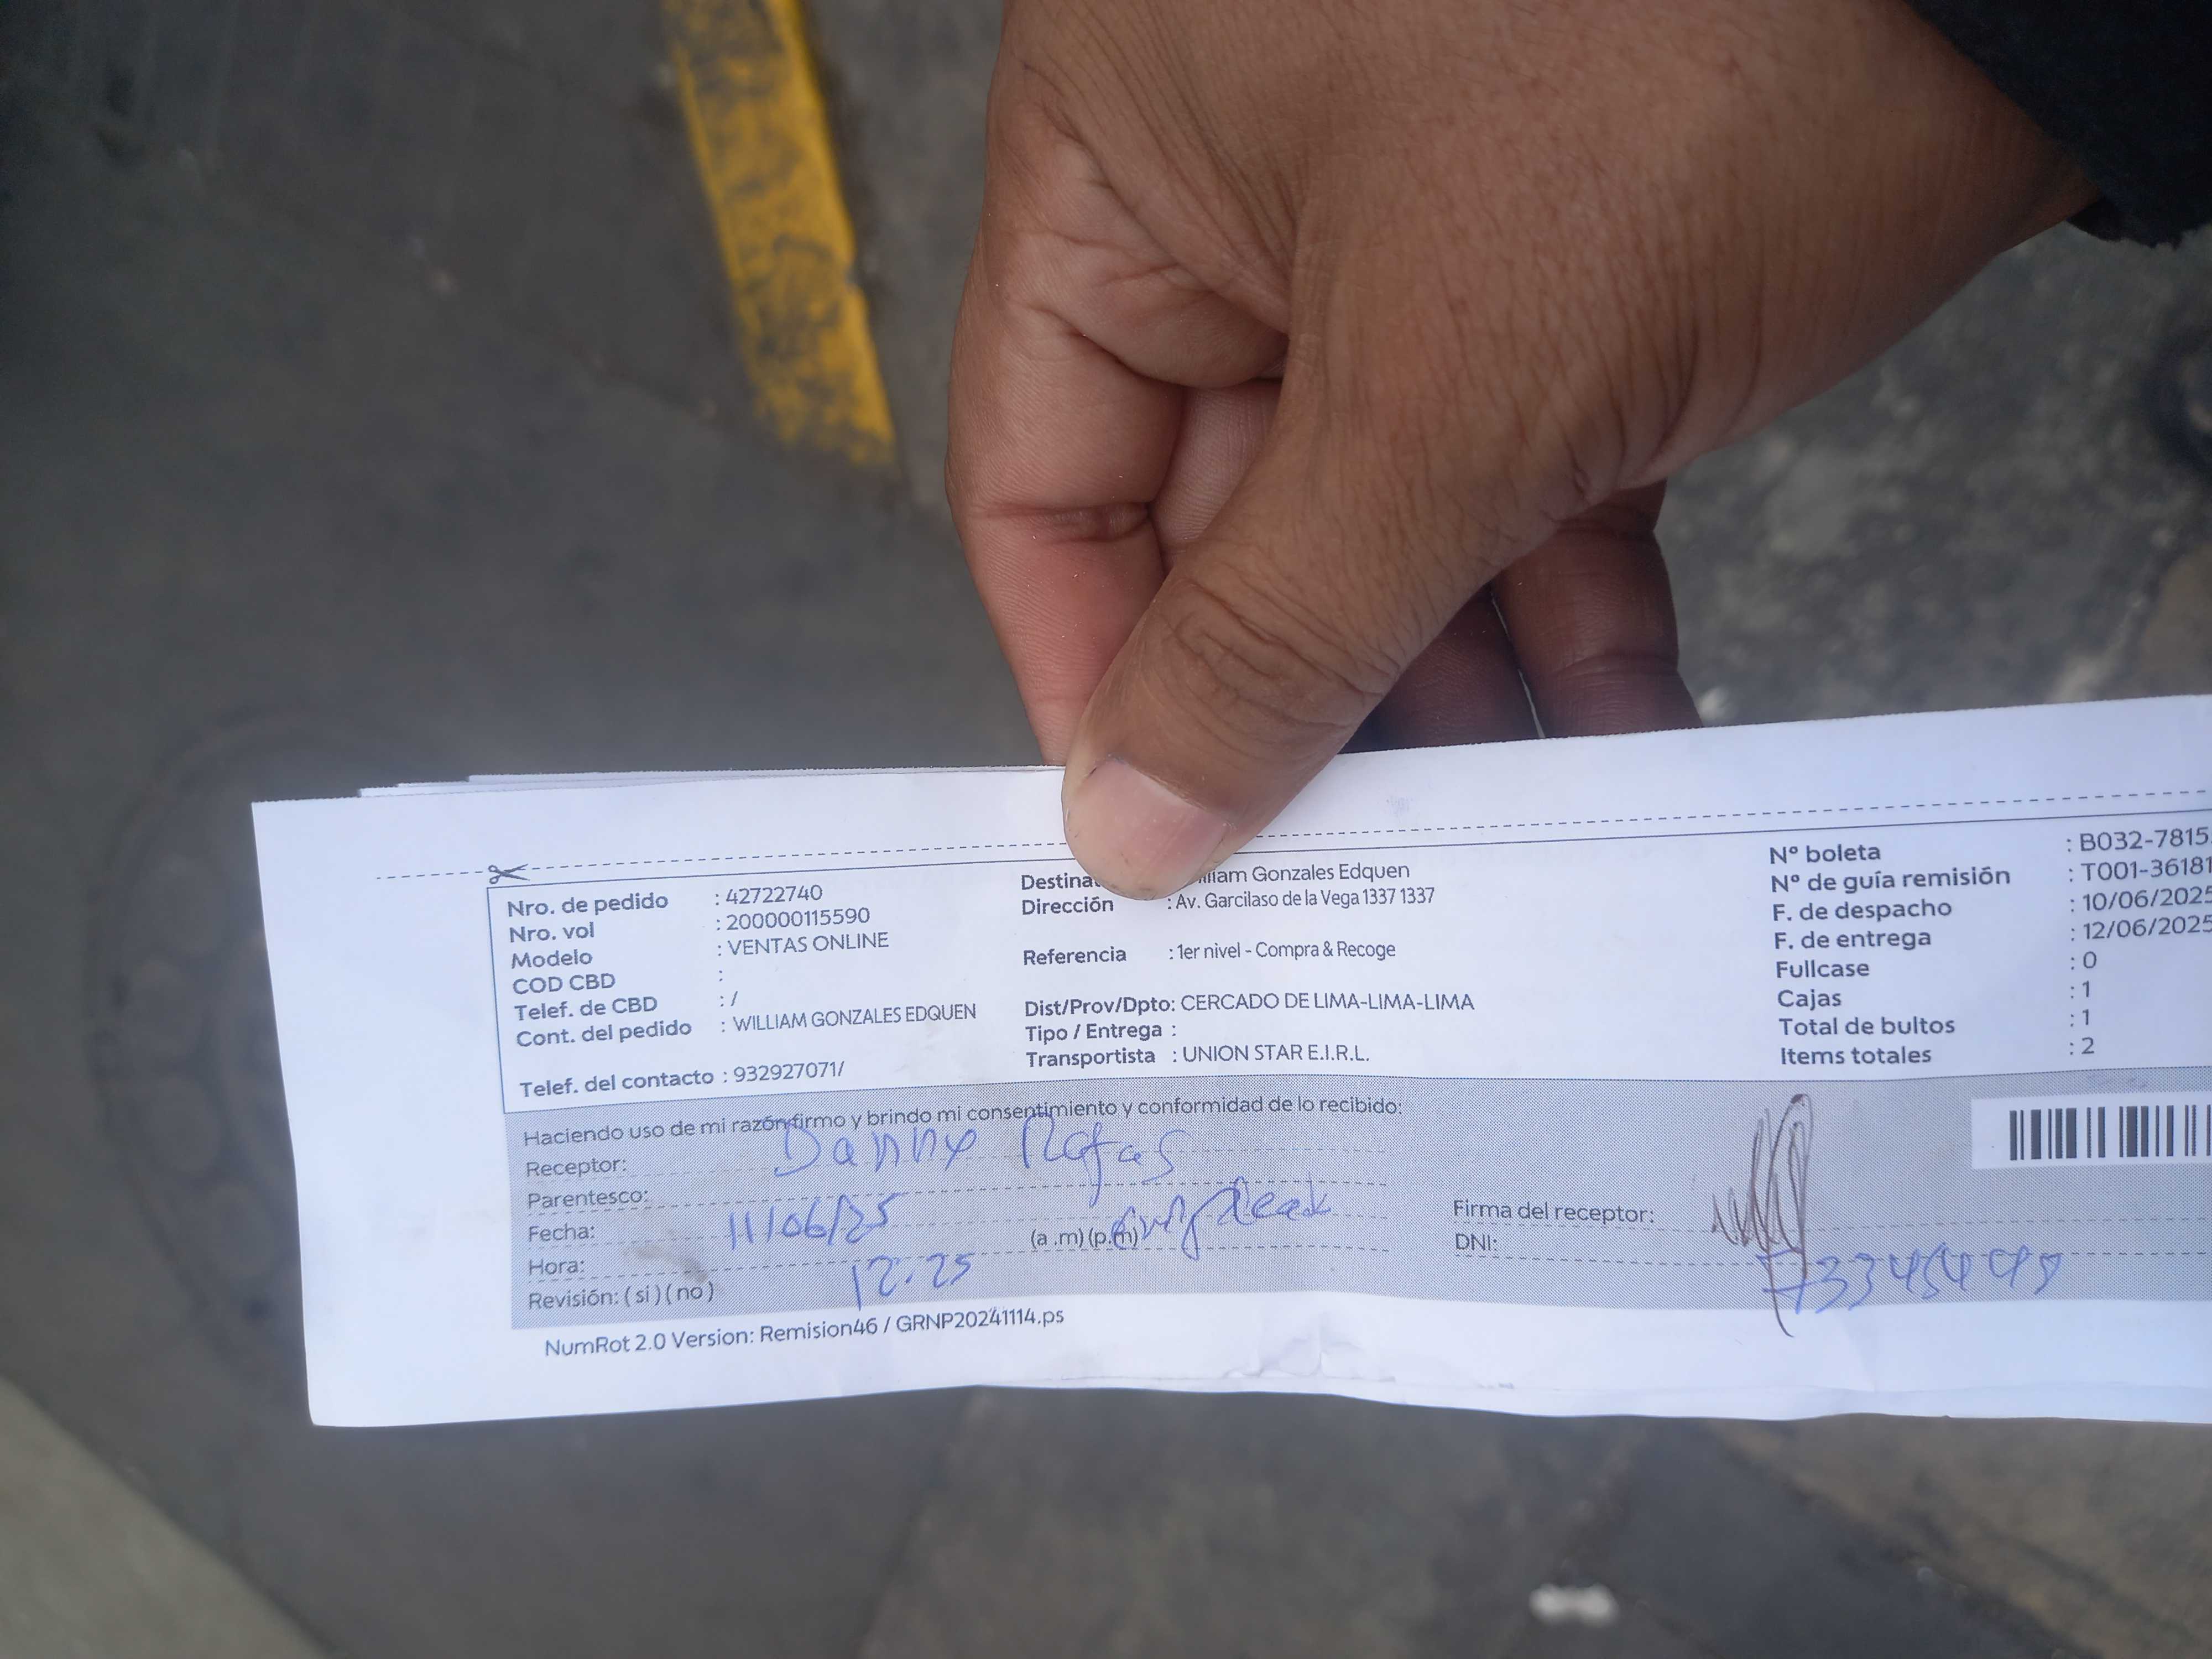 Nro. de pedido : 42722740
Nro. vol : 200000115590
Modelo : VENTAS ONLINE
COD CBD :
Telef. de CBD : /
Cont. del pedido : WILLIAM GONZALES EDQUEN
Telef. del contacto : 932927071/
Gonzales Edquen
Dirección : Av. Garcilaso de la Vega 1337 1337
Referencia : 1er nivel - Compra & Recoge
Dist/Prov/Dpto: CERCADO DE LIMA-LIMA-LIMA
Tipo / Entrega :
Transportista : UNION STAR E.I.R.L.
N° boleta : B032-7815
N° de guía remisión : T001-36181
F. de despacho : 10/06/2025
F. de entrega : 12/06/2025
Fullcase : 0
Cajas : 1
Total de bultos : 1
Items totales : 2
Haciendo uso de mi razón firmo y brindo mi consentimiento y conformidad de lo recibido:
Receptor: Danny
Parentesco:
Fecha: 11/06/25
Hora: 12.25 (a .m) (p.m)
Revisión: ( si ) ( no )
Firma del receptor:
DNI:
NumRot 2.0 Version: Remision46 / GRNP20241114.ps